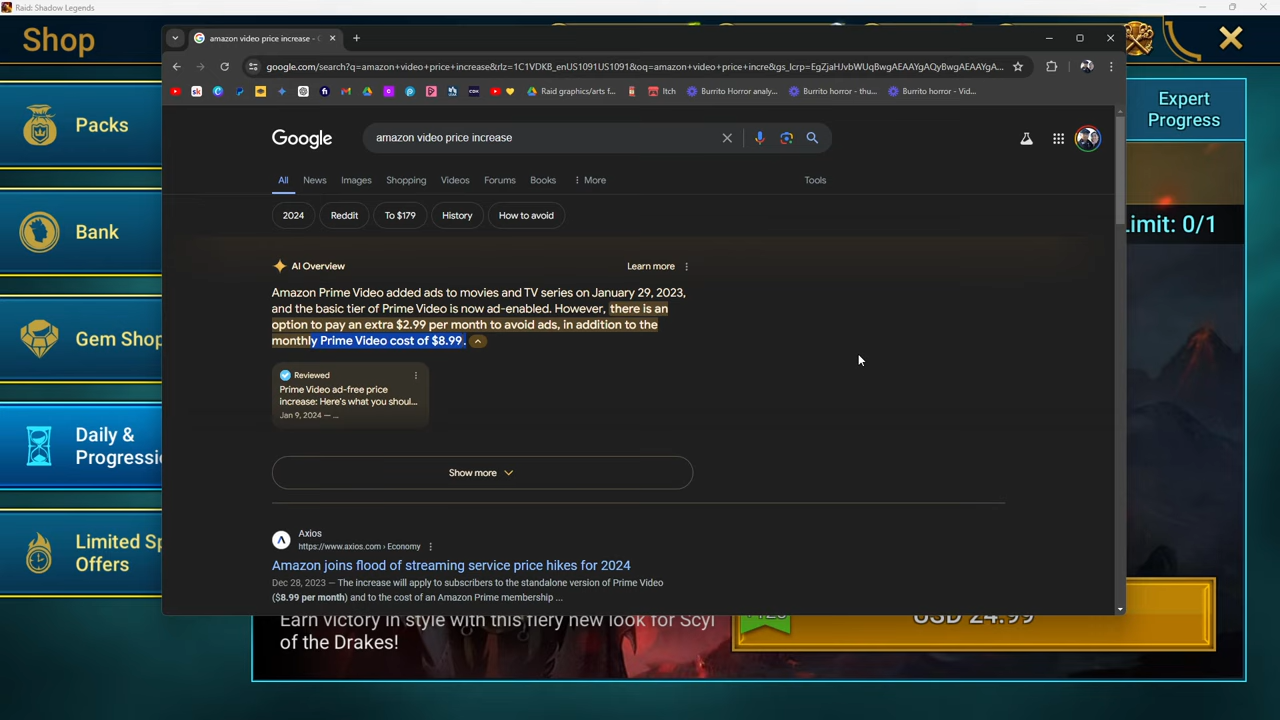 Raid: Shadow Legends
Shop
amazon video price increase - G
google.com/search?q=amazon+video+price+increase&rlz=1C1VDKB_enUS1091US1091&oq=amazon+video+price+incre&gs_lcrp=EgZjaHJvbWUqBwgAEAAYgAQyBwgAEAAYgAQ...
Raid graphics/arts f...
Itch
Burrito Horror analy...
Burrito horror - thu...
Burrito horror - Vid...
Expert
Progress
Packs
Google
amazon video price increase
All
News
Images
Shopping
Videos
Forums
Books
More
Tools
2024
Reddit
To $179
History
How to avoid
Limit: 0/1
Bank
AI Overview
Learn more
Amazon Prime Video added ads to movies and TV series on January 29, 2023,
and the basic tier of Prime Video is now ad-enabled. However, there is an
option to pay an extra $2.99 per month to avoid ads, in addition to the
monthly Prime Video cost of $8.99.
Gem Shop
Reviewed
Prime Video ad-free price
increase: Here's what you shoul...
Jan 9, 2024 — ...
Daily &
Progressi
Show more
Limited Sp
Offers
Axios
https://www.axios.com › Economy
Amazon joins flood of streaming service price hikes for 2024
Dec 28, 2023 — The increase will apply to subscribers to the standalone version of Prime Video
($8.99 per month) and to the cost of an Amazon Prime membership ...
Earn victory in style with this fiery new look for Scyl
of the Drakes!
USD 24.99